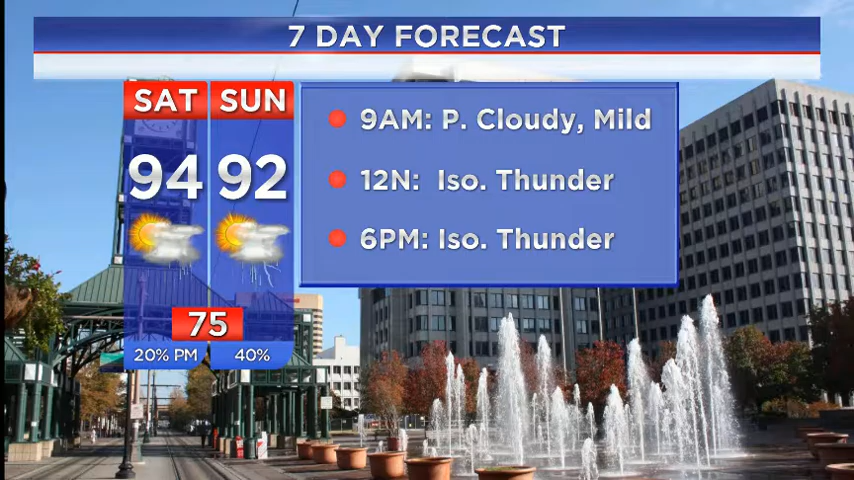 7 DAY FORECAST
SAT SUN
94 92
75
20% PM 40%
9AM: P. Cloudy, Mild
12N: Iso. Thunder
6PM: Iso. Thunder